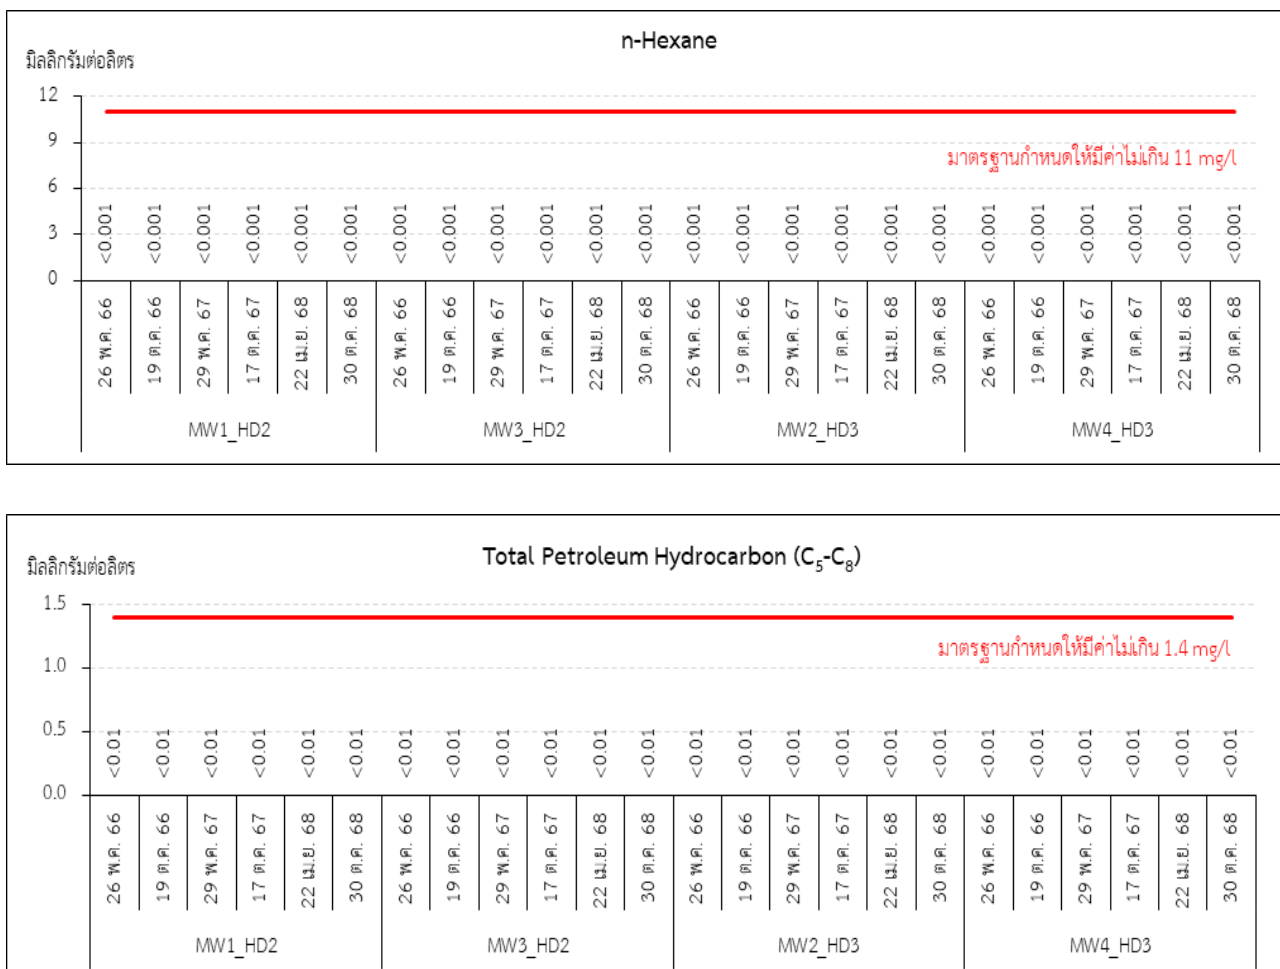 n-Hexane
มิลลิกรัมต่อลิตร
12
9
มาตรฐานกำหนดให้มีค่าไม่เกิน 11 mg/l
6
3
0
<0.001 <0.001 <0.001 <0.001 <0.001 <0.001 <0.001 <0.001 <0.001 <0.001 <0.001 <0.001 <0.001 <0.001 <0.001 <0.001 <0.001 <0.001 <0.001 <0.001 <0.001 <0.001 <0.001 <0.001
26 พ.ค. 66 19 ต.ค. 66 29 พ.ค. 67 17 ต.ค. 67 22 เม.ย. 68 30 ต.ค. 68 26 พ.ค. 66 19 ต.ค. 66 29 พ.ค. 67 17 ต.ค. 67 22 เม.ย. 68 30 ต.ค. 68 26 พ.ค. 66 19 ต.ค. 66 29 พ.ค. 67 17 ต.ค. 67 22 เม.ย. 68 30 ต.ค. 68 26 พ.ค. 66 19 ต.ค. 66 29 พ.ค. 67 17 ต.ค. 67 22 เม.ย. 68 30 ต.ค. 68
MW1_HD2 MW3_HD2 MW2_HD3 MW4_HD3
Total Petroleum Hydrocarbon (C₅-C₈)
มิลลิกรัมต่อลิตร
1.5
มาตรฐานกำหนดให้มีค่าไม่เกิน 1.4 mg/l
1.0
0.5
0.0
<0.01 <0.01 <0.01 <0.01 <0.01 <0.01 <0.01 <0.01 <0.01 <0.01 <0.01 <0.01 <0.01 <0.01 <0.01 <0.01 <0.01 <0.01 <0.01 <0.01 <0.01 <0.01 <0.01 <0.01
26 พ.ค. 66 19 ต.ค. 66 29 พ.ค. 67 17 ต.ค. 67 22 เม.ย. 68 30 ต.ค. 68 26 พ.ค. 66 19 ต.ค. 66 29 พ.ค. 67 17 ต.ค. 67 22 เม.ย. 68 30 ต.ค. 68 26 พ.ค. 66 19 ต.ค. 66 29 พ.ค. 67 17 ต.ค. 67 22 เม.ย. 68 30 ต.ค. 68 26 พ.ค. 66 19 ต.ค. 66 29 พ.ค. 67 17 ต.ค. 67 22 เม.ย. 68 30 ต.ค. 68
MW1_HD2 MW3_HD2 MW2_HD3 MW4_HD3